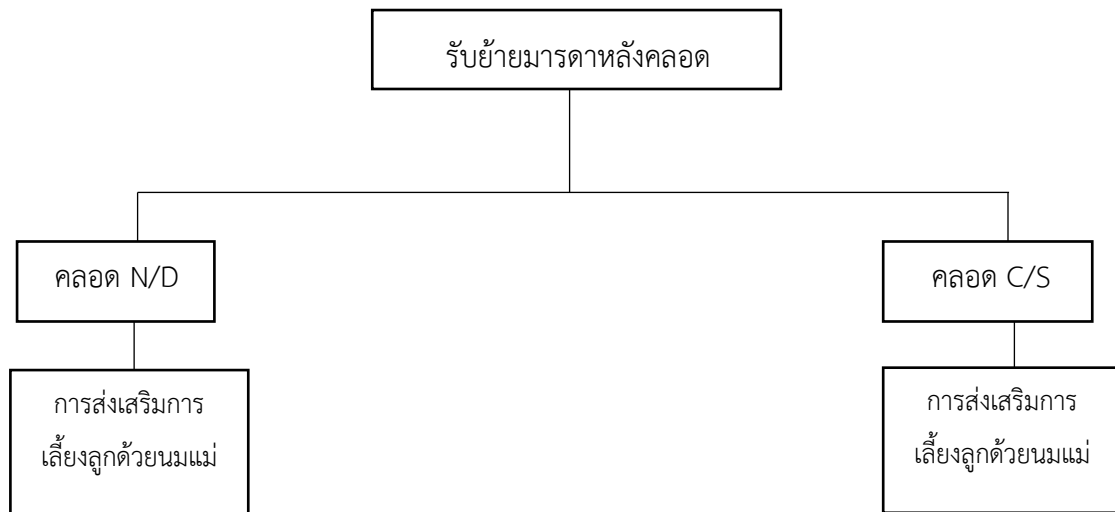 รับย้ายมารดาหลังคลอด
คลอด N/D
คลอด C/S
การส่งเสริมการ
เลี้ยงลูกด้วยนมแม่
การส่งเสริมการ
เลี้ยงลูกด้วยนมแม่